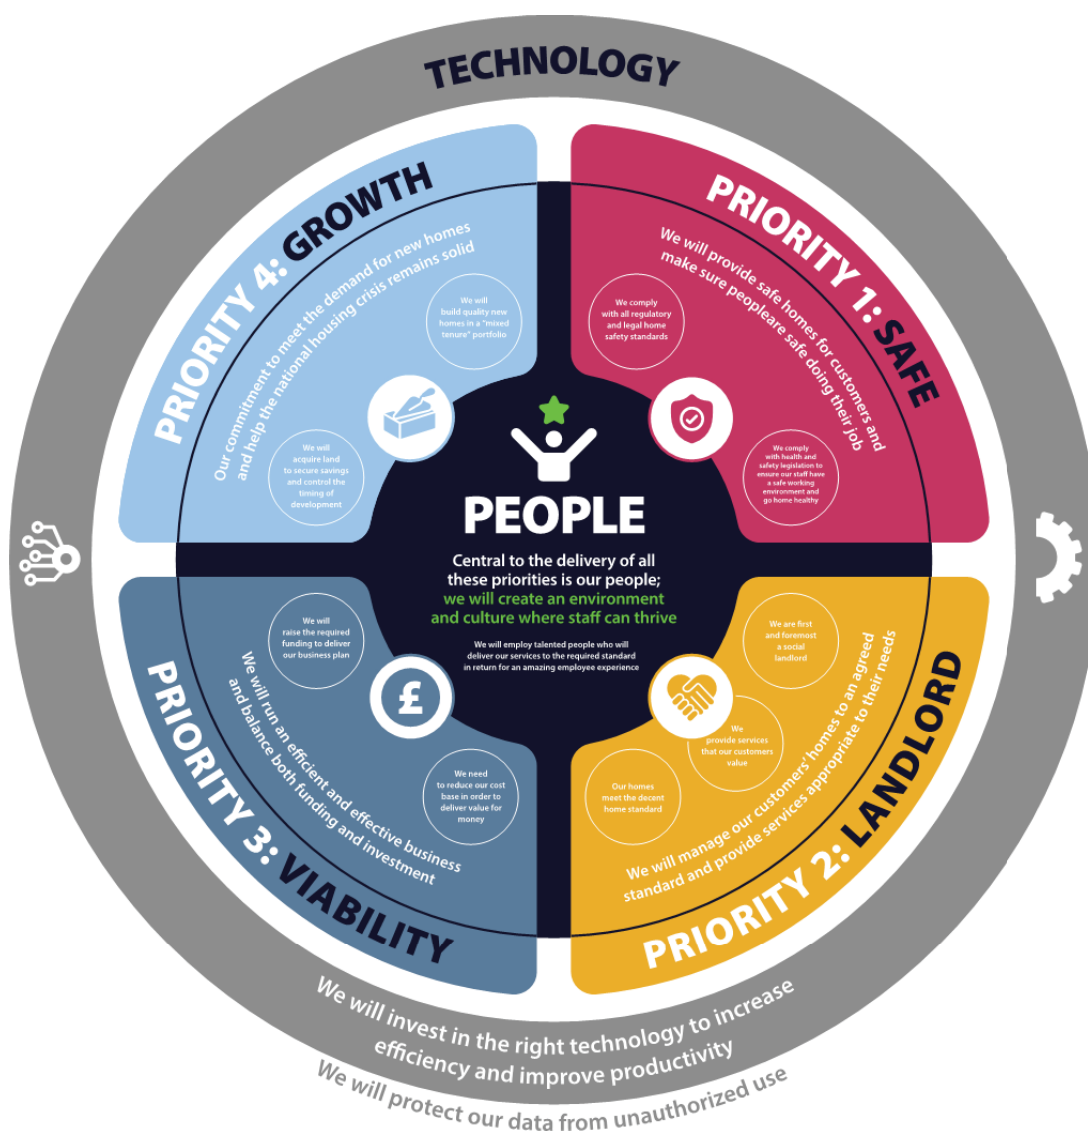 TECHNOLOGY
PRIORITY 1: SAFE
We will provide safe homes for customers and
make sure peopleare safe doing their job
We comply
with all regulatory
and legal home
safety standards
We comply
with health and
safety legislation to
ensure our staff have
a safe working
environment and
go home healthy
PRIORITY 2: LANDLORD
We will manage our customers' homes to an agreed
standard and provide services appropriate to their needs
We are first
and foremost
a social
landlord
We
provide services
that our customers
value
Our homes
meet the decent
home standard
PRIORITY 3: VIABILITY
We will run an efficient and effective business
and balance both funding and investment
We will
raise the required
funding to deliver
our business plan
£
We need
to reduce our cost
base in order to
deliver value for
money
PRIORITY 4: GROWTH
Our commitment to meet the demand for new homes
and help the national housing crisis remains solid
We will
build quality new
homes in a "mixed
tenure" portfolio
We will
acquire land
to secure savings
and control the
timing of
development
PEOPLE
Central to the delivery of all
these priorities is our people;
we will create an environment
and culture where staff can thrive
We will employ talented people who will
deliver our services to the required standard
in return for an amazing employee experience
We will invest in the right technology to increase
efficiency and improve productivity
We will protect our data from unauthorized use